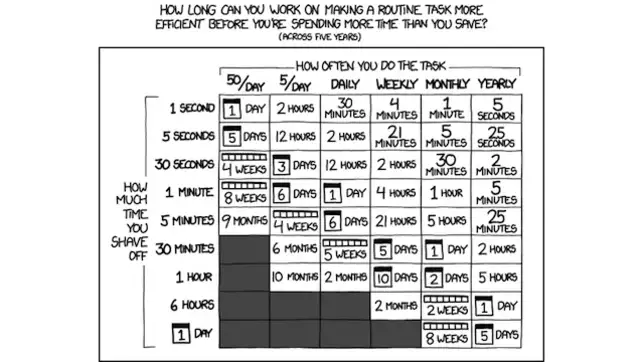 HOW LONG CAN YOU WORK ON MAKING A ROUTINE TASK MORE
EFFICIENT BEFORE YOU'RE SPENDING MORE TIME THAN YOU SAVE?
(ACROSS FIVE YEARS)
HOW OFTEN YOU DO THE TASK
50/DAY 5/DAY DAILY WEEKLY MONTHLY YEARLY
HOW MUCH TIME YOU SHAVE OFF
1 SECOND 1 DAY 2 HOURS 30 MINUTES 4 MINUTES 1 MINUTE 5 SECONDS
5 SECONDS 5 DAYS 12 HOURS 2 HOURS 21 MINUTES 5 MINUTES 25 SECONDS
30 SECONDS 4 WEEKS 3 DAYS 12 HOURS 2 HOURS 30 MINUTES 2 MINUTES
1 MINUTE 8 WEEKS 6 DAYS 1 DAY 4 HOURS 1 HOUR 5 MINUTES
5 MINUTES 9 MONTHS 4 WEEKS 6 DAYS 21 HOURS 5 HOURS 25 MINUTES
30 MINUTES 6 MONTHS 5 WEEKS 5 DAYS 1 DAY 2 HOURS
1 HOUR 10 MONTHS 2 MONTHS 10 DAYS 2 DAYS 5 HOURS
6 HOURS 2 MONTHS 2 WEEKS 1 DAY
1 DAY 8 WEEKS 5 DAYS